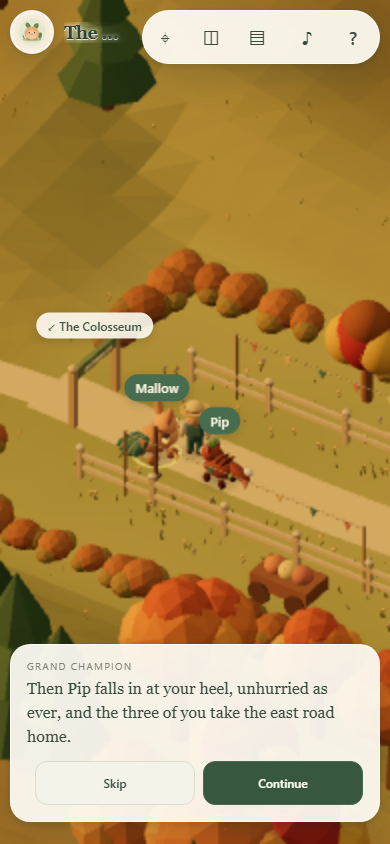 The ...
?
↙ The Colosseum
Mallow
Pip
GRAND CHAMPION
Then Pip falls in at your heel, unhurried as
ever, and the three of you take the east road
home.
Skip
Continue